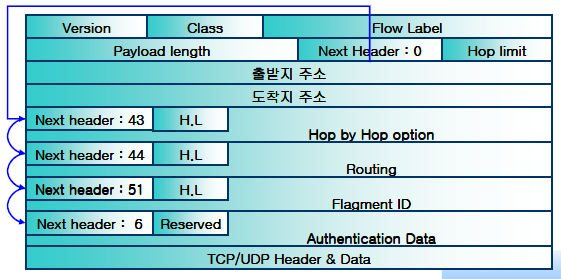 Version Class Flow Label
Payload length Next Header : 0 Hop limit
출발지 주소
도착지 주소
Next header : 43 H.L
Hop by Hop option
Next header : 44 H.L
Routing
Next header : 51 H.L
Flagment ID
Next header : 6 Reserved
Authentication Data
TCP/UDP Header & Data